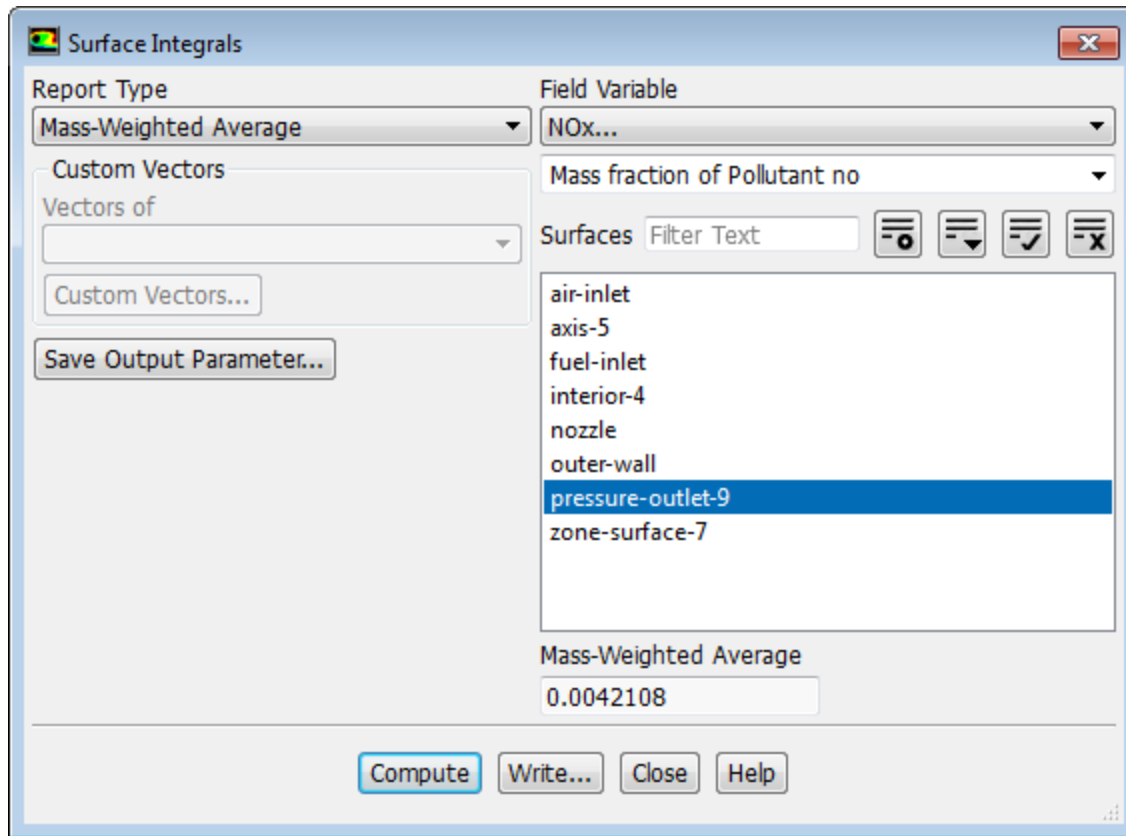 Surface Integrals
Report Type
Mass-Weighted Average
Custom Vectors
Vectors of
Custom Vectors...
Save Output Parameter...
Field Variable
NOx...
Mass fraction of Pollutant no
Surfaces Filter Text
air-inlet
axis-5
fuel-inlet
interior-4
nozzle
outer-wall
pressure-outlet-9
zone-surface-7
Mass-Weighted Average
0.0042108
Compute Write... Close Help